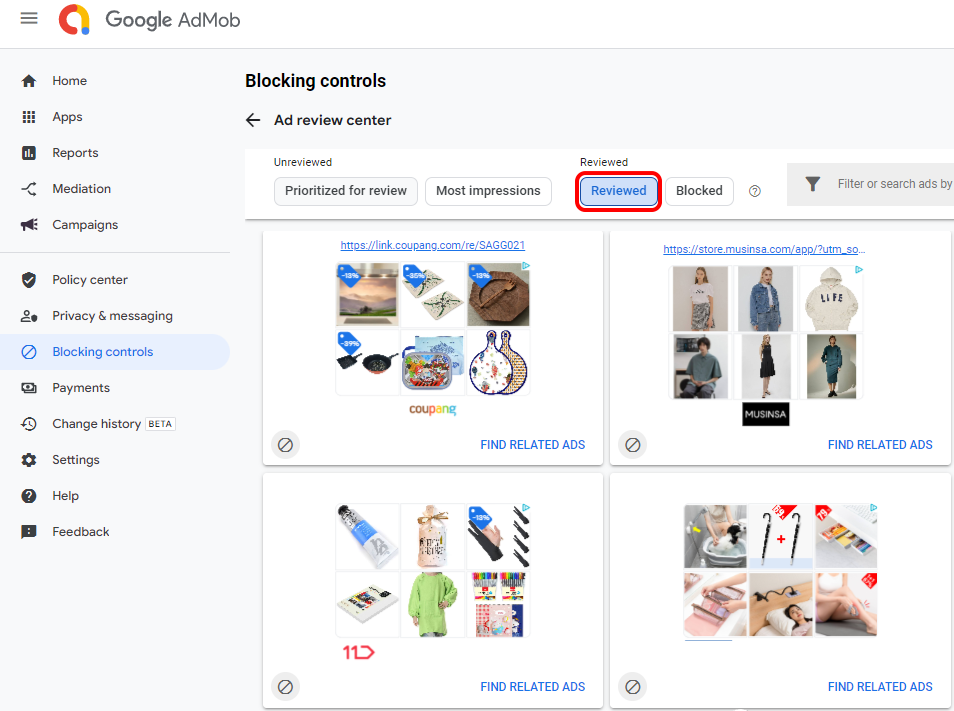 Google AdMob
Home
Apps
Reports
Mediation
Campaigns
Policy center
Privacy & messaging
Blocking controls
Payments
Change history BETA
Settings
Help
Feedback
Blocking controls
Ad review center
Unreviewed
Prioritized for review
Most impressions
Reviewed
Reviewed
Blocked
Filter or search ads by
https://link.coupang.com/re/SAGG021
-13%
-35%
-13%
-39%
coupang
FIND RELATED ADS
https://store.musinsa.com/app/?utm_so...
LIFE
MUSINSA
FIND RELATED ADS
-13%
11
FIND RELATED ADS
+
FIND RELATED ADS